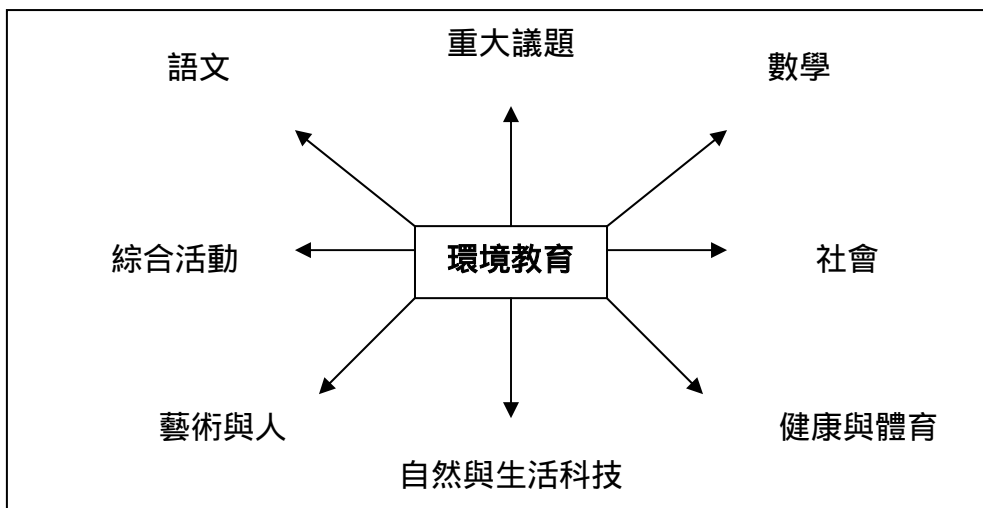 重大議題
語文
數學
綜合活動
環境教育
社會
藝術與人
健康與體育
自然與生活科技